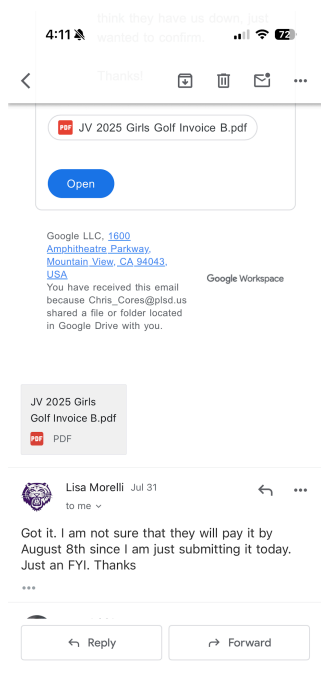 think they have us down, just
4:11
wanted to confirm.
72
Thanks!
PDF JV 2025 Girls Golf Invoice B.pdf
Open
Google LLC, 1600
Amphitheatre Parkway,
Mountain View, CA 94043,
USA
You have received this email
because Chris_Cores@plsd.us
shared a file or folder located
in Google Drive with you.
Google Workspace
JV 2025 Girls
Golf Invoice B.pdf
PDF PDF
Lisa Morelli Jul 31
to me
Got it. I am not sure that they will pay it by
August 8th since I am just submitting it today.
Just an FYI. Thanks
Reply
Forward